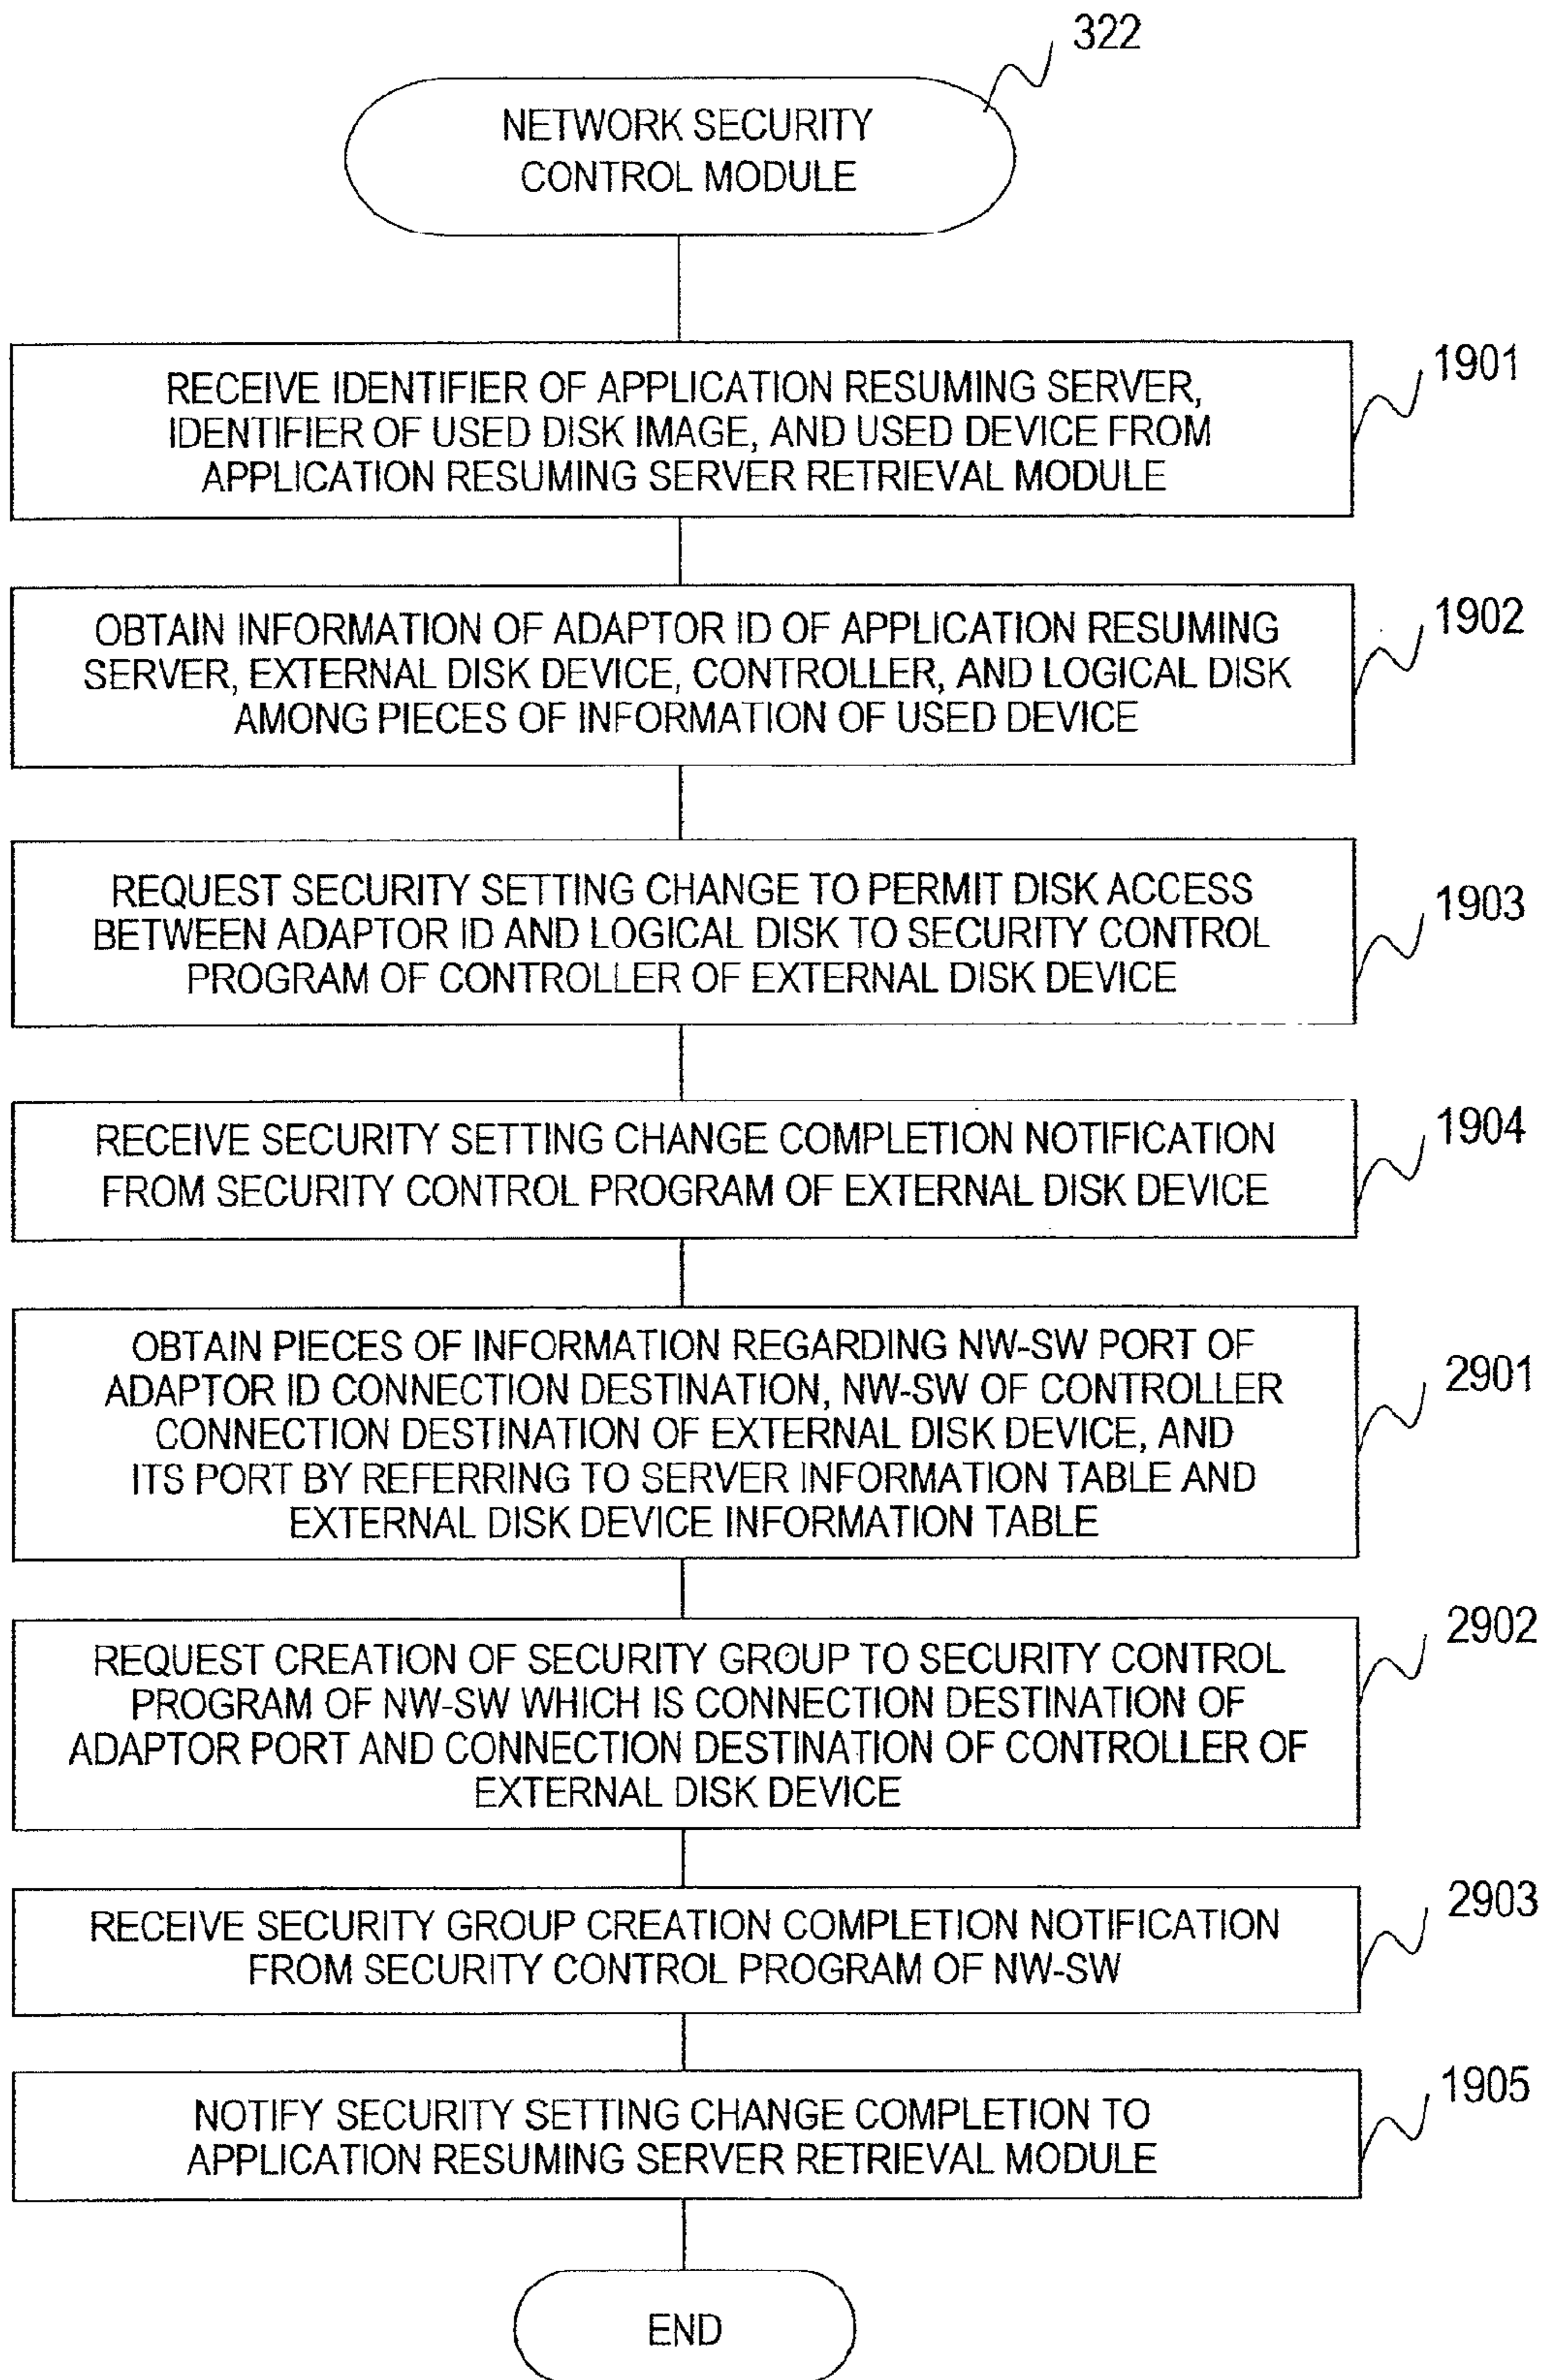 322
NETWORK SECURITY
CONTROL MODULE
1901
RECEIVE IDENTIFIER OF APPLICATION RESUMING SERVER,
IDENTIFIER OF USED DISK IMAGE, AND USED DEVICE FROM
APPLICATION RESUMING SERVER RETRIEVAL MODULE
1902
OBTAIN INFORMATION OF ADAPTOR ID OF APPLICATION RESUMING
SERVER, EXTERNAL DISK DEVICE, CONTROLLER, AND LOGICAL DISK
AMONG PIECES OF INFORMATION OF USED DEVICE
1903
REQUEST SECURITY SETTING CHANGE TO PERMIT DISK ACCESS
BETWEEN ADAPTOR ID AND LOGICAL DISK TO SECURITY CONTROL
PROGRAM OF CONTROLLER OF EXTERNAL DISK DEVICE
1904
RECEIVE SECURITY SETTING CHANGE COMPLETION NOTIFICATION
FROM SECURITY CONTROL PROGRAM OF EXTERNAL DISK DEVICE
2901
OBTAIN PIECES OF INFORMATION REGARDING NW-SW PORT OF
ADAPTOR ID CONNECTION DESTINATION, NW-SW OF CONTROLLER
CONNECTION DESTINATION OF EXTERNAL DISK DEVICE, AND
ITS PORT BY REFERRING TO SERVER INFORMATION TABLE AND
EXTERNAL DISK DEVICE INFORMATION TABLE
2902
REQUEST CREATION OF SECURITY GROUP TO SECURITY CONTROL
PROGRAM OF NW-SW WHICH IS CONNECTION DESTINATION OF
ADAPTOR PORT AND CONNECTION DESTINATION OF CONTROLLER OF
EXTERNAL DISK DEVICE
2903
RECEIVE SECURITY GROUP CREATION COMPLETION NOTIFICATION
FROM SECURITY CONTROL PROGRAM OF NW-SW
1905
NOTIFY SECURITY SETTING CHANGE COMPLETION TO
APPLICATION RESUMING SERVER RETRIEVAL MODULE
END